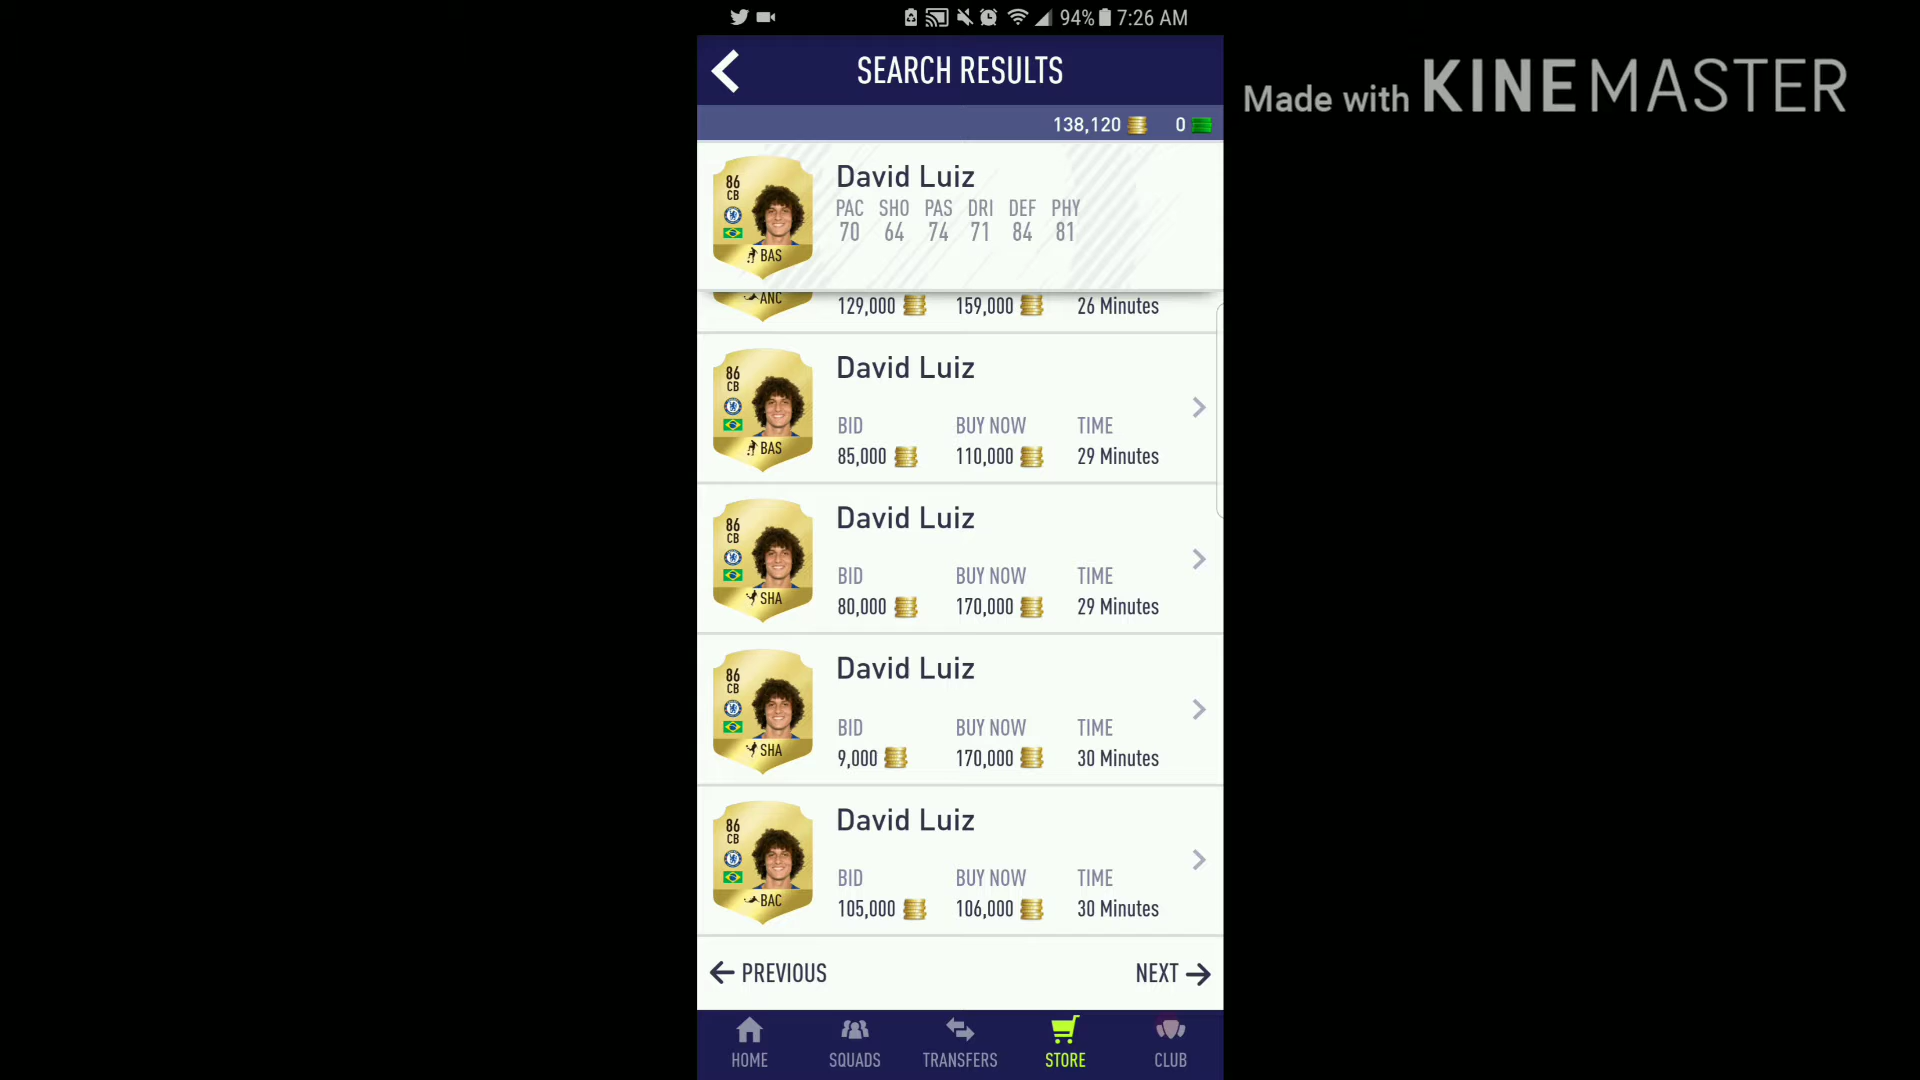 94% 7:26 AM
SEARCH RESULTS
Made with KINEMASTER
138,120 0
86
CB
BAS
David Luiz
PAC SHO PAS DRI DEF PHY
70 64 74 71 84 81
ANC
129,000 159,000 26 Minutes
86
CB
BAS
David Luiz
BID BUY NOW TIME
85,000 110,000 29 Minutes
86
CB
SHA
David Luiz
BID BUY NOW TIME
80,000 170,000 29 Minutes
86
CB
SHA
David Luiz
BID BUY NOW TIME
9,000 170,000 30 Minutes
86
CB
BAC
David Luiz
BID BUY NOW TIME
105,000 106,000 30 Minutes
PREVIOUS NEXT
HOME SQUADS TRANSFERS STORE CLUB